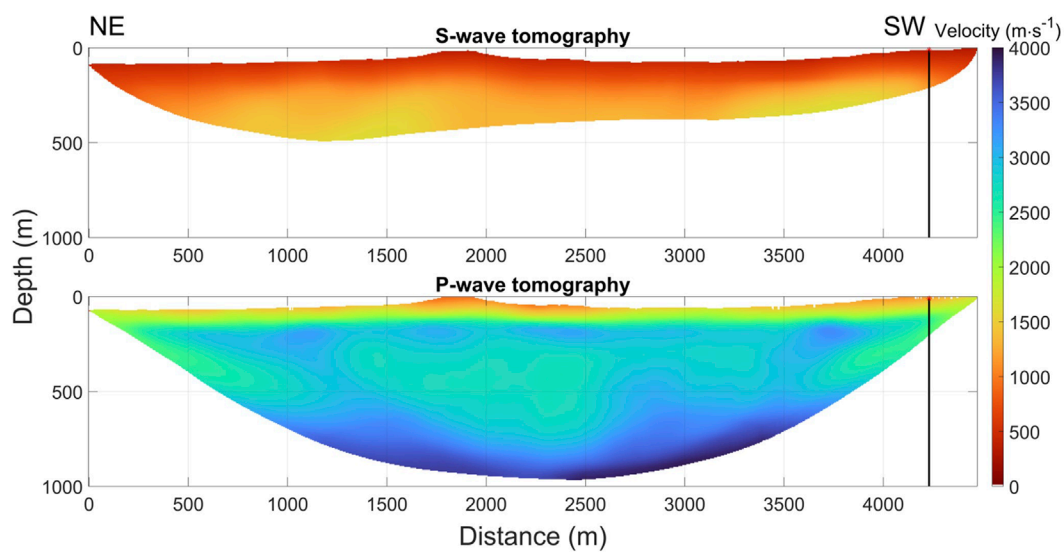 NE
SW
Velocity (m·s⁻¹)
S-wave tomography
0
500
1000
0 500 1000 1500 2000 2500 3000 3500 4000
P-wave tomography
0
500
1000
0 500 1000 1500 2000 2500 3000 3500 4000
Depth (m)
Distance (m)
4000
3500
3000
2500
2000
1500
1000
500
0